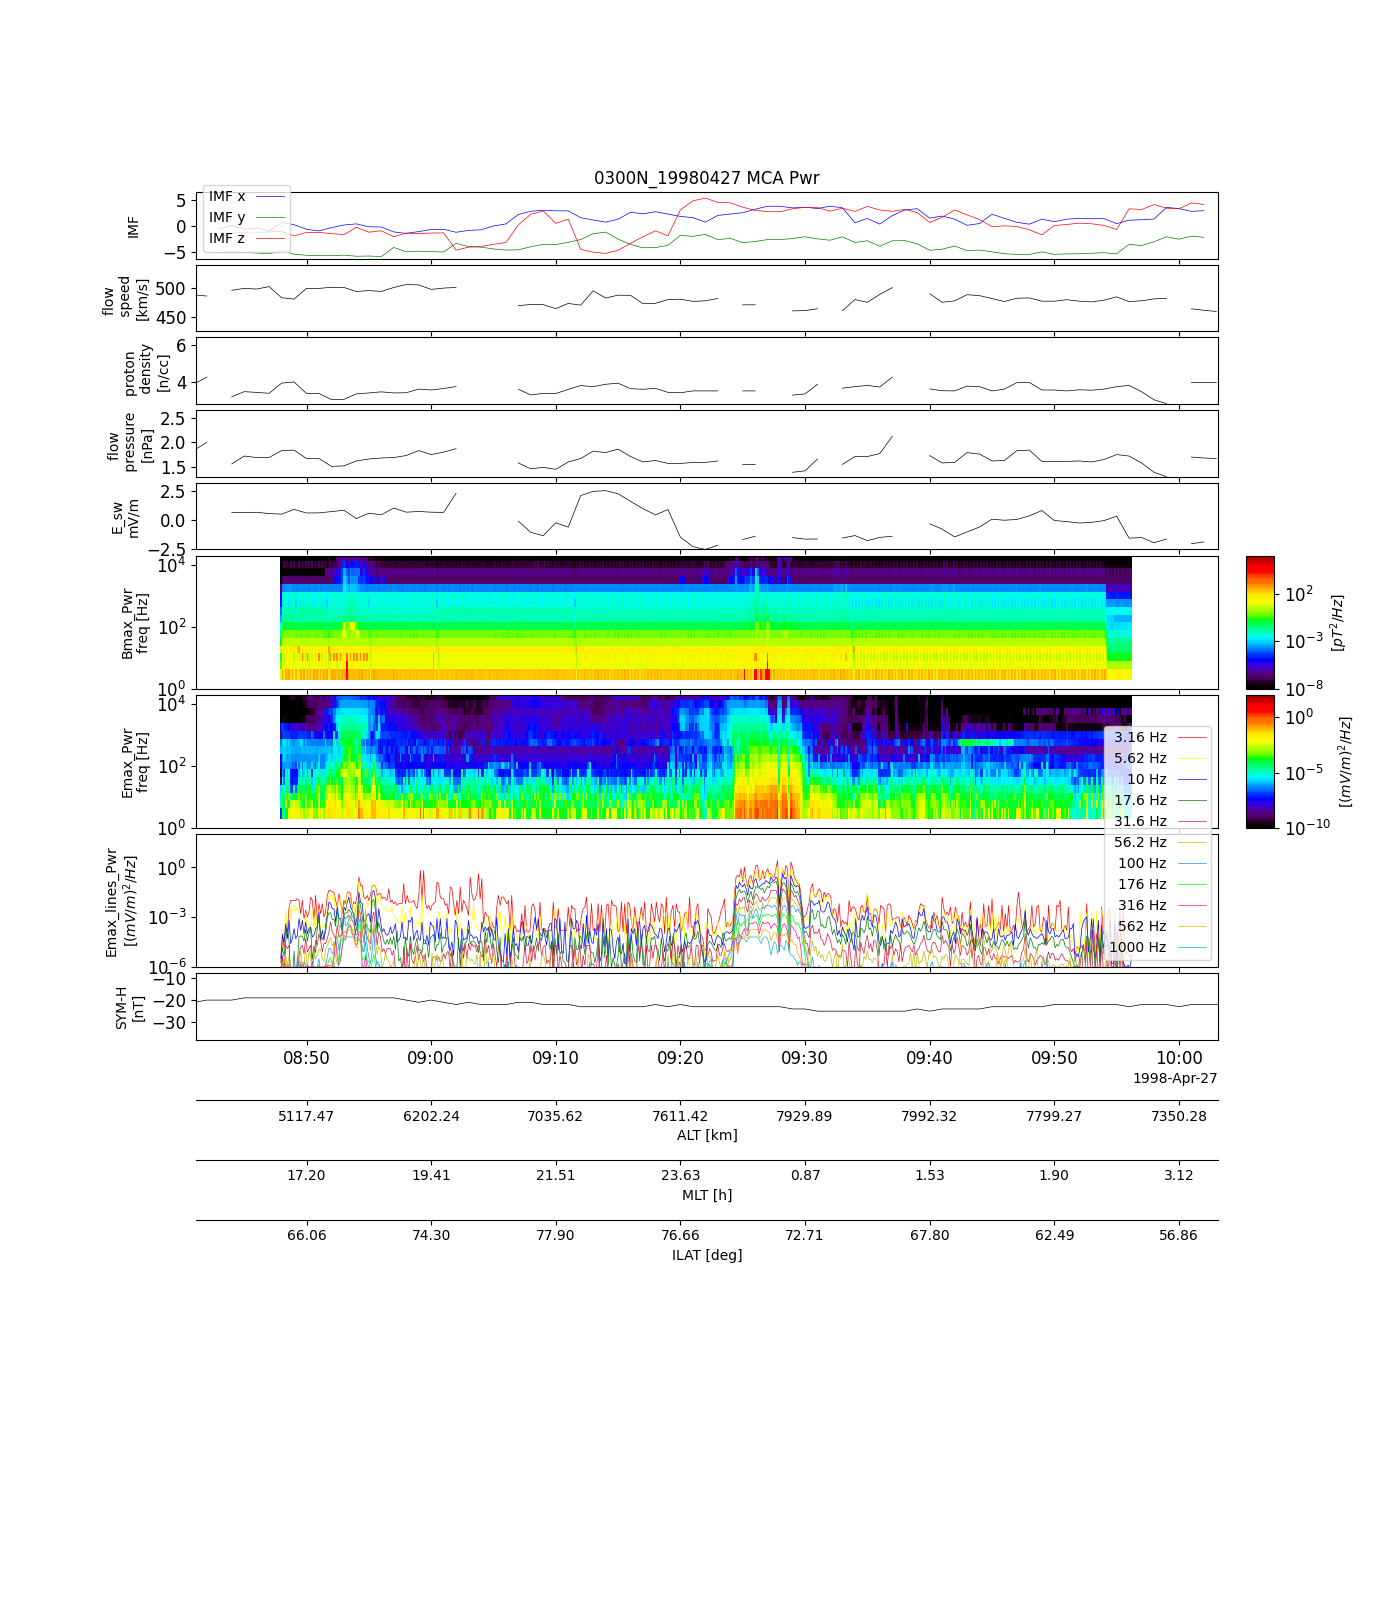 0300N_19980427 MCA Pwr
IMF
5
0
−5
IMF x
IMF y
IMF z
flow
speed
[km/s]
500
450
proton
density
[n/cc]
6
4
flow
pressure
[nPa]
2.5
2.0
1.5
E_sw
mV/m
2.5
0.0
−2.5
Bmax_Pwr
freq [Hz]
10^4
10^2
10^0
10^2
10^−3
10^−8
[pT^2/Hz]
Emax_Pwr
freq [Hz]
10^4
10^2
10^0
10^0
10^−5
10^−10
[(mV/m)^2/Hz]
3.16 Hz
5.62 Hz
10 Hz
17.6 Hz
31.6 Hz
56.2 Hz
100 Hz
176 Hz
316 Hz
562 Hz
1000 Hz
Emax_lines_Pwr
[(mV/m)^2/Hz]
10^0
10^−3
10^−6
SYM-H
[nT]
−10
−20
−30
08:50 09:00 09:10 09:20 09:30 09:40 09:50 10:00
1998-Apr-27
5117.47 6202.24 7035.62 7611.42 7929.89 7992.32 7799.27 7350.28
ALT [km]
17.20 19.41 21.51 23.63 0.87 1.53 1.90 3.12
MLT [h]
66.06 74.30 77.90 76.66 72.71 67.80 62.49 56.86
ILAT [deg]